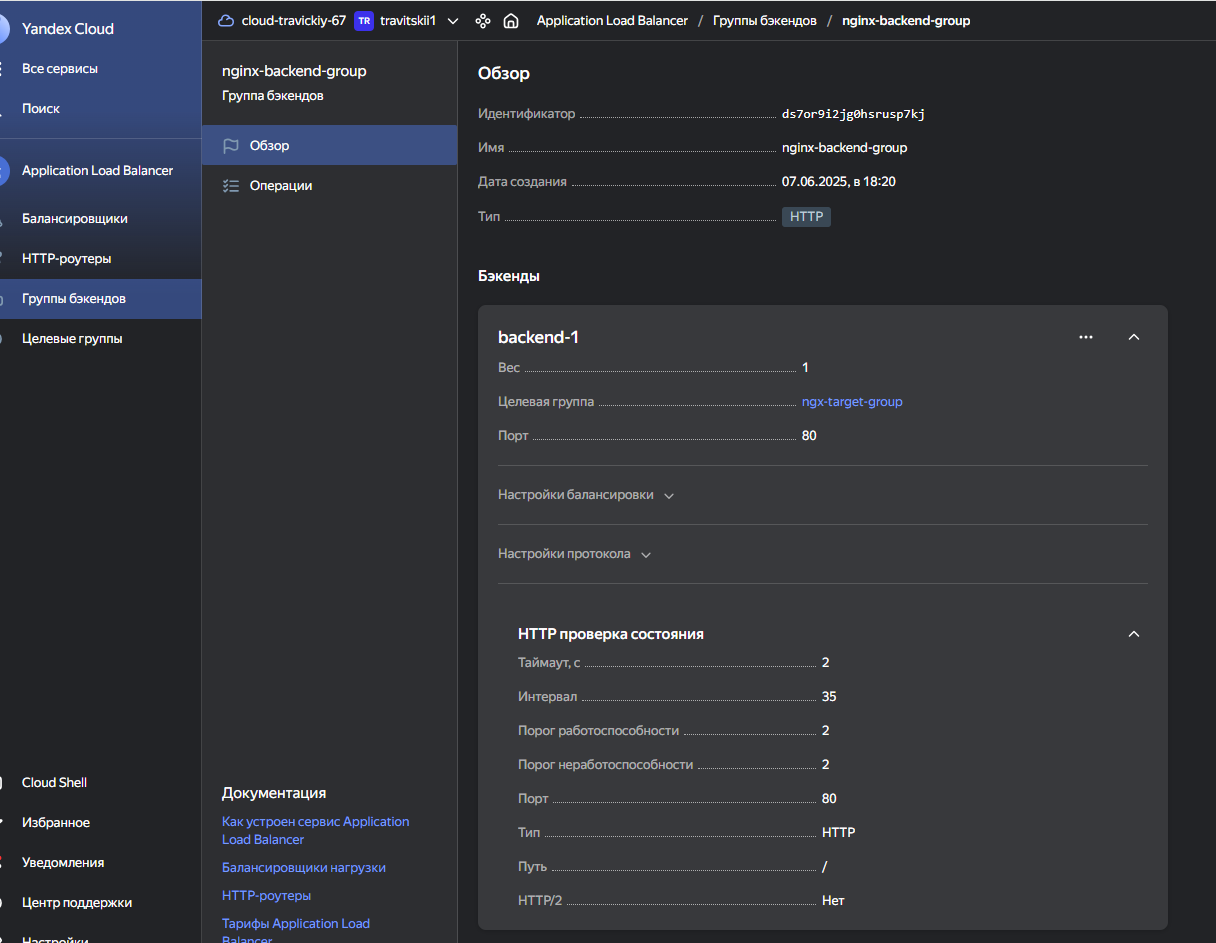 Yandex Cloud
Все сервисы
Поиск
Application Load Balancer
Балансировщики
HTTP-роутеры
Группы бэкендов
Целевые группы
Cloud Shell
Избранное
Уведомления
Центр поддержки
Настройки
cloud-travickiy-67 TR travitskii1 Application Load Balancer / Группы бэкендов / nginx-backend-group
nginx-backend-group
Группа бэкендов
Обзор
Операции
Документация
Как устроен сервис Application
Load Balancer
Балансировщики нагрузки
HTTP-роутеры
Тарифы Application Load
Balancer
Обзор
Идентификатор ds7or9i2jg0hsrusp7kj
Имя nginx-backend-group
Дата создания 07.06.2025, в 18:20
Тип HTTP
Бэкенды
backend-1
Вес 1
Целевая группа ngx-target-group
Порт 80
Настройки балансировки
Настройки протокола
HTTP проверка состояния
Таймаут, с 2
Интервал 35
Порог работоспособности 2
Порог неработоспособности 2
Порт 80
Тип HTTP
Путь /
HTTP/2 Нет